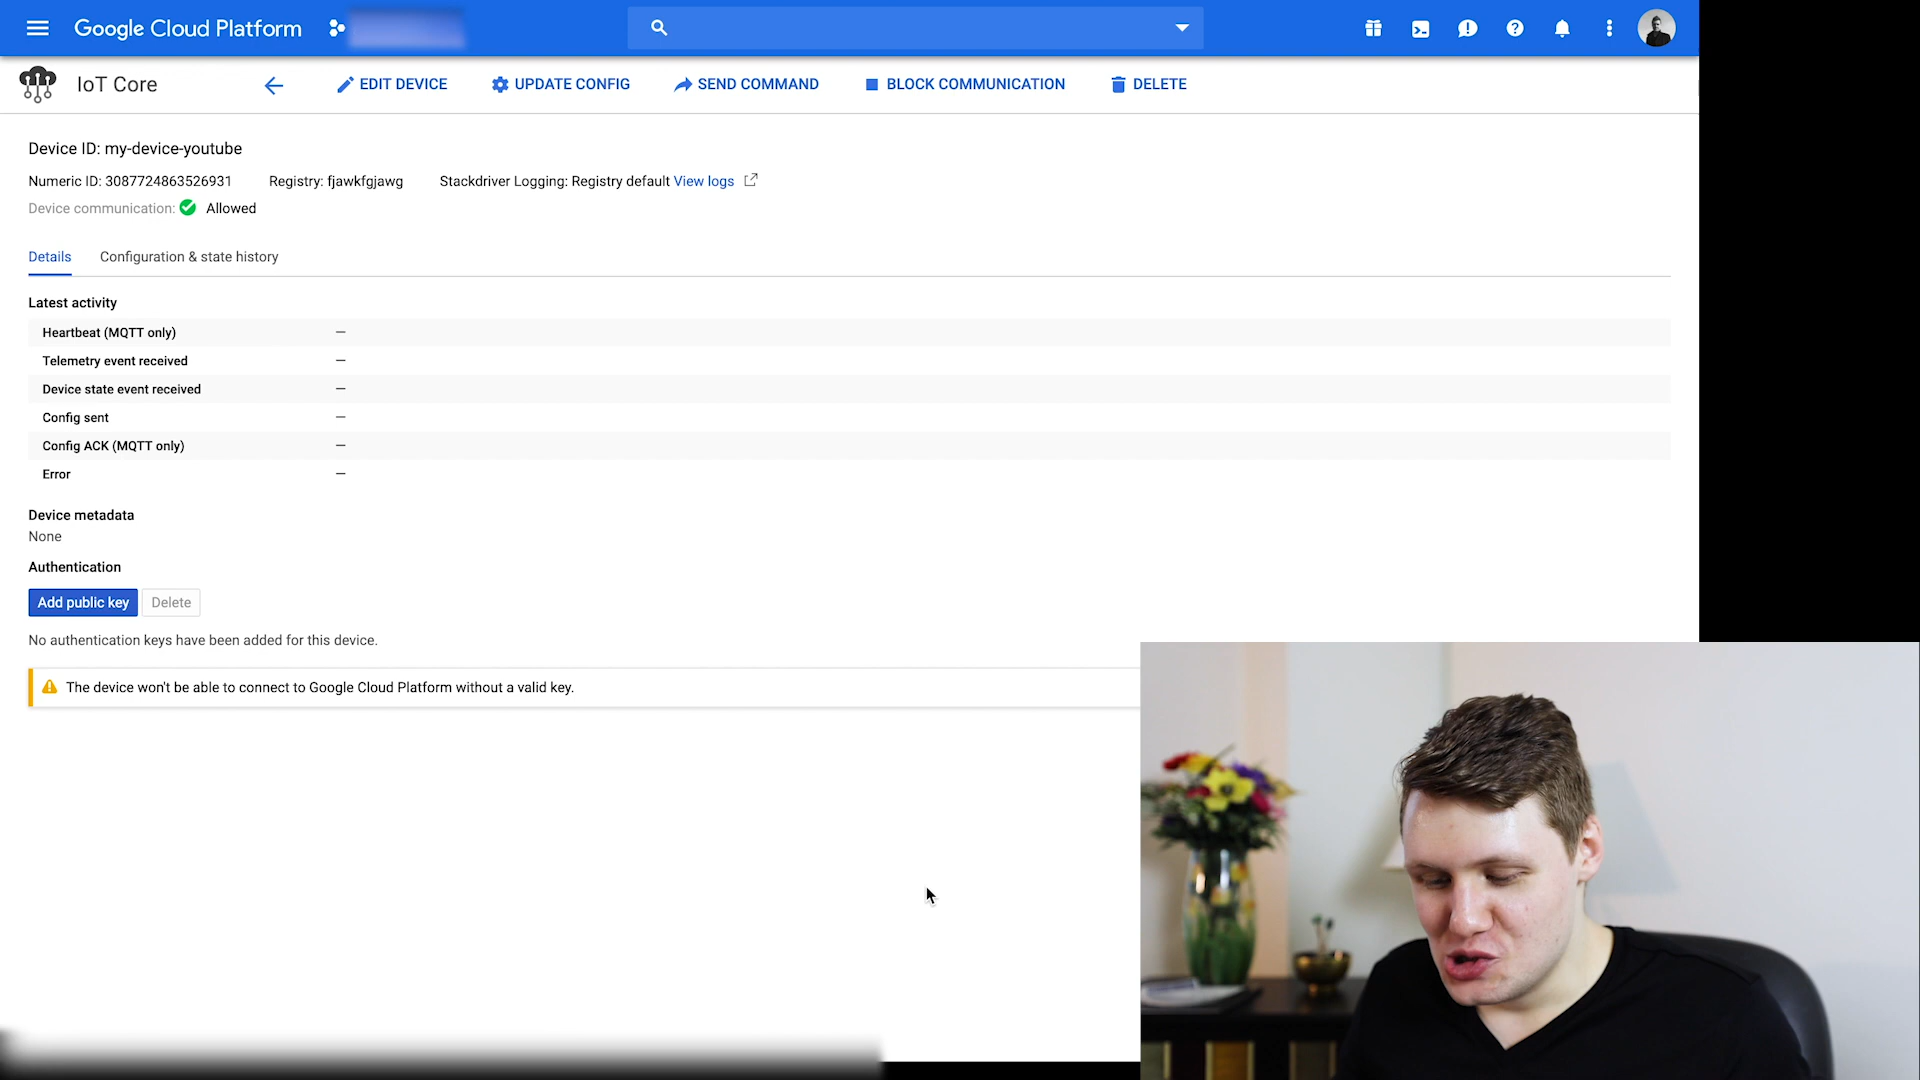 Google Cloud Platform
IoT Core
EDIT DEVICE
UPDATE CONFIG
SEND COMMAND
BLOCK COMMUNICATION
DELETE
Device ID: my-device-youtube
Numeric ID: 3087724863526931
Registry: fjawkfgjawg
Stackdriver Logging: Registry default View logs
Device communication: Allowed
Details
Configuration & state history
Latest activity
Heartbeat (MQTT only) —
Telemetry event received —
Device state event received —
Config sent —
Config ACK (MQTT only) —
Error —
Device metadata
None
Authentication
Add public key
Delete
No authentication keys have been added for this device.
The device won't be able to connect to Google Cloud Platform without a valid key.